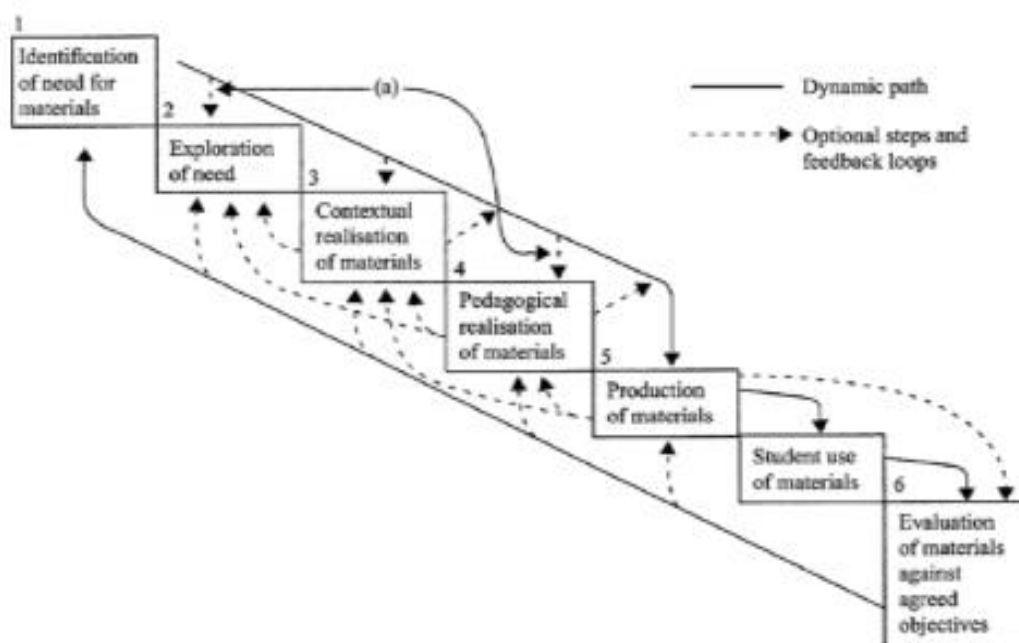 1
Identification
of need for
materials
2
Exploration
of need
3
Contextual
realisation
of materials
4
Pedagogical
realisation
of materials
5
Production
of materials
Student use
of materials
6
Evaluation
of materials
against
agreed
objectives
(a)
Dynamic path
Optional steps and
feedback loops